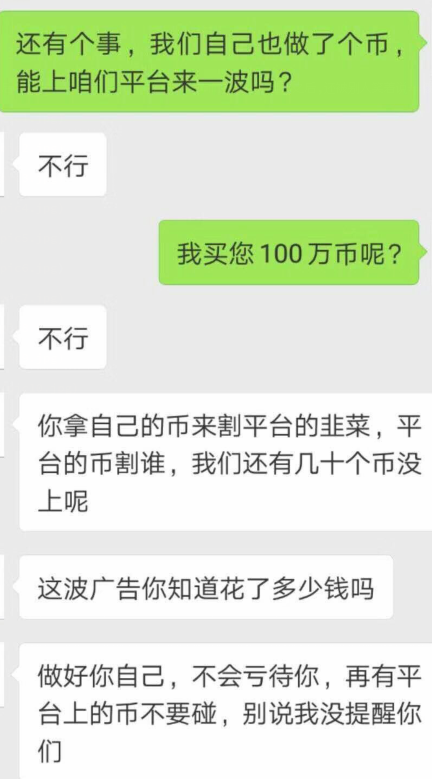 还有个事，我们自己也做了个币，
能上咱们平台来一波吗？
不行
我买您100万币呢？
不行
你拿自己的币来割平台的韭菜，平
台的币割谁，我们还有几十个币没
上呢
这波广告你知道花了多少钱吗
做好你自己，不会亏待你，再有平
台上的币不要碰，别说我没提醒你
们